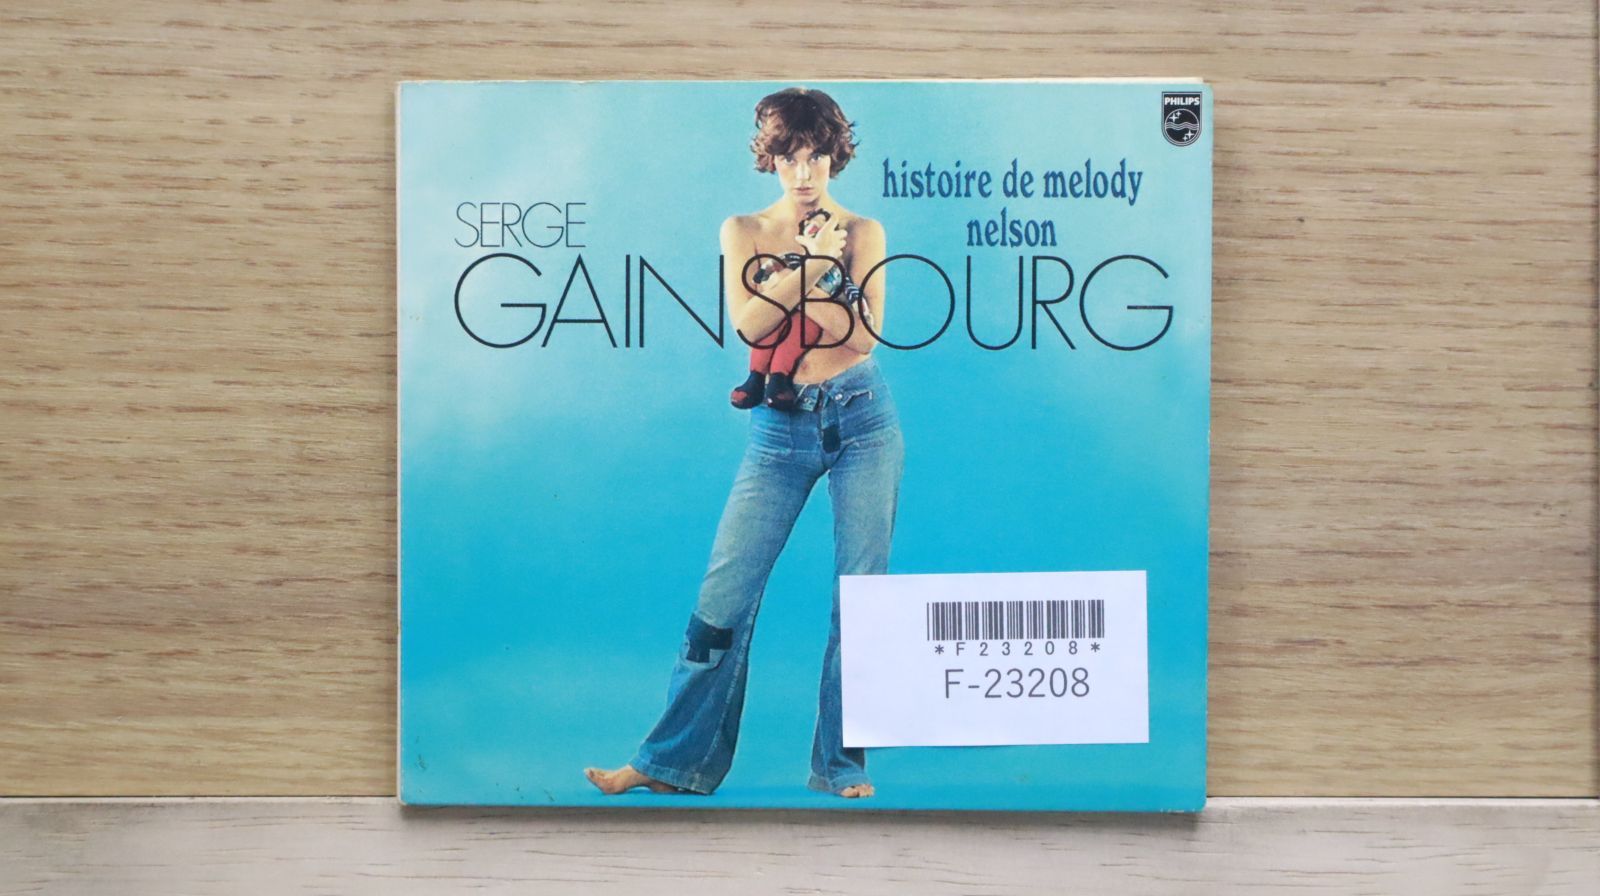 PHILIPS
histoire de melody
nelson
SERGE
GAINSBOURG
*F23208*
F-23208